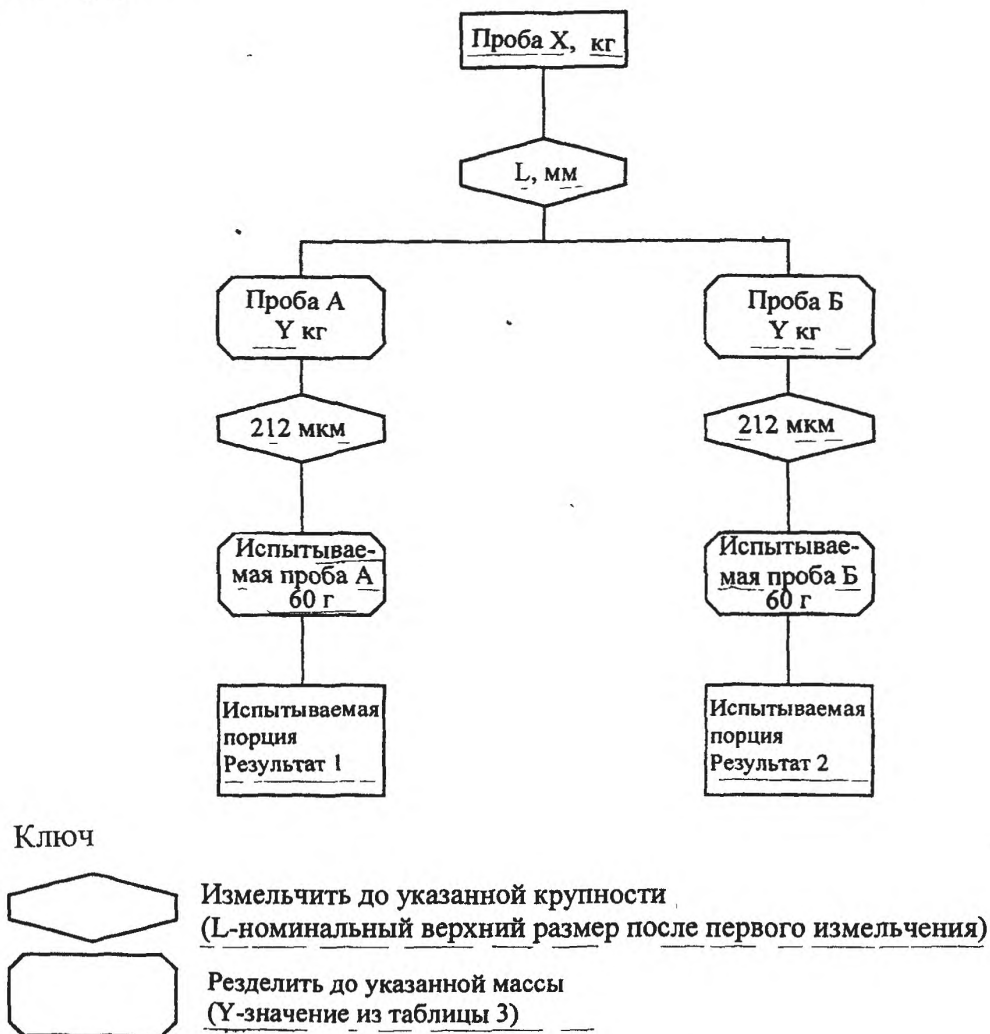 Проба X, кг
L, мм
Проба А
Y кг
Проба Б
Y кг
212 мкм
212 мкм
Испытывае-
мая проба А
60 г
Испытывае-
мая проба Б
60 г
Испытываемая
порция
Результат 1
Испытываемая
порция
Результат 2
Ключ
Измельчить до указанной крупности
(L-номинальный верхний размер после первого измельчения)
Резделить до указанной массы
(Y-значение из таблицы 3)